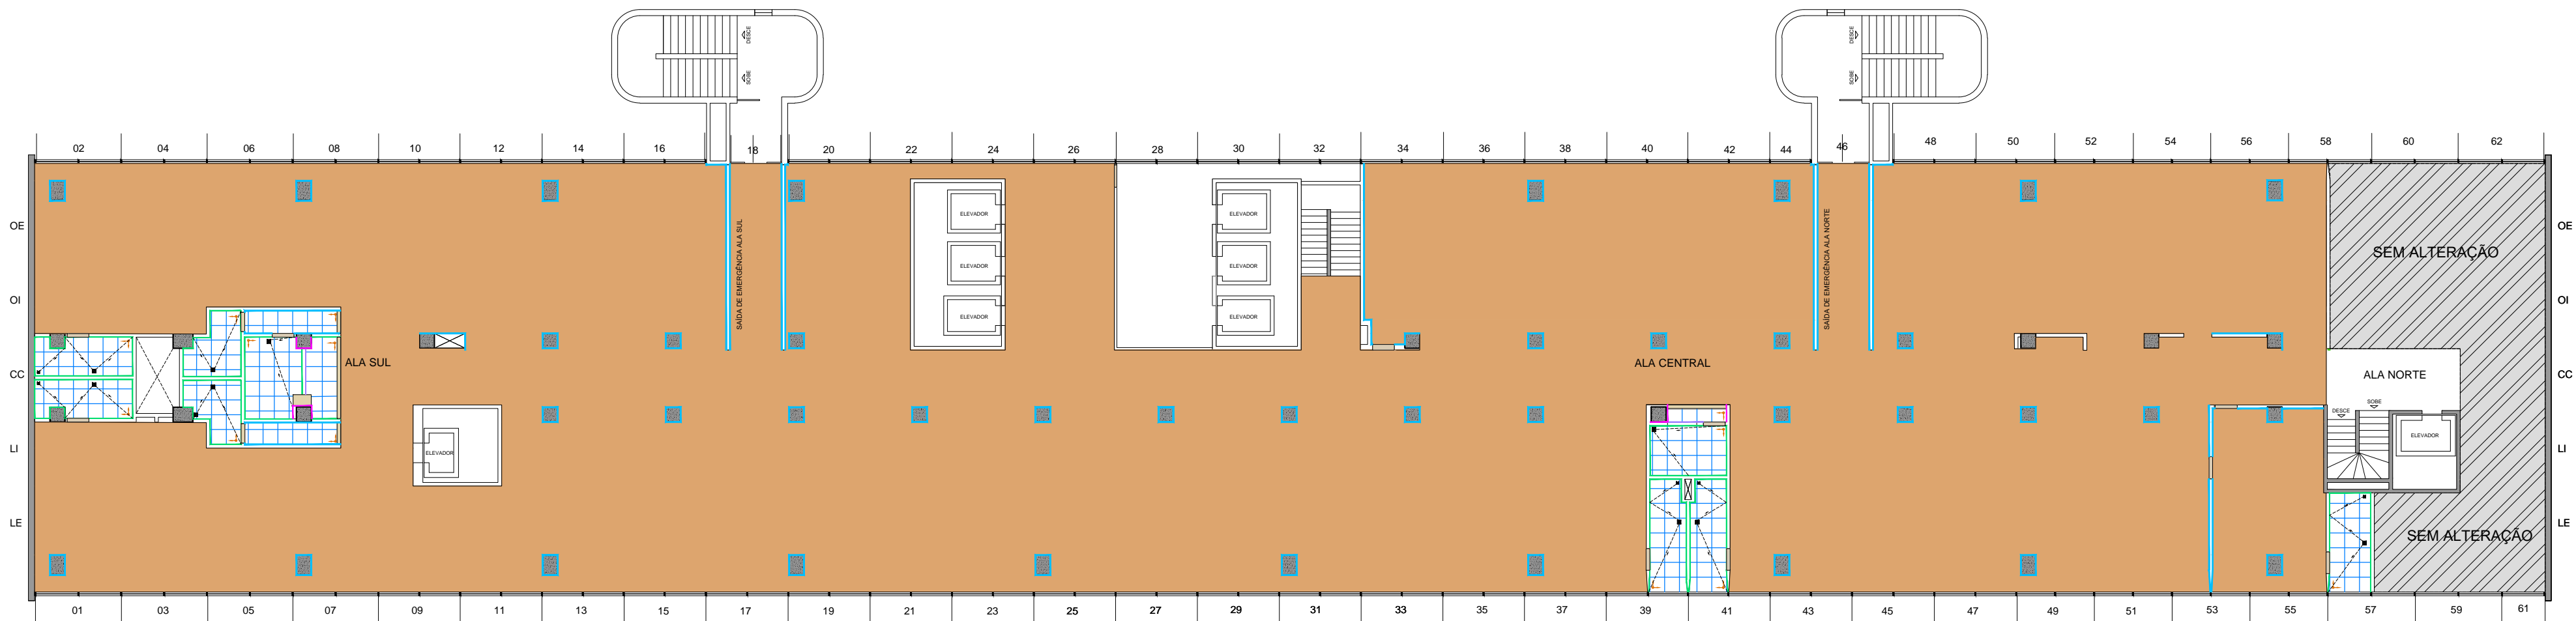 DESCE
SOBE
DESCE
SOBE
02 04 06 08 10 12 14 16 18 20 22 24 26 28 30 32 34 36 38 40 42 44 46 48 50 52 54 56 58 60 62
OE
SAÍDA DE EMERGÊNCIA ALA SUL
ELEVADOR
ELEVADOR
SAÍDA DE EMERGÊNCIA ALA NORTE
OE
SEM ALTERAÇÃO
ELEVADOR
ELEVADOR
OI
OI
ELEVADOR
ELEVADOR
ALA SUL
ALA CENTRAL
CC
ALA NORTE
CC
DESCE
SOBE
LI
ELEVADOR
ELEVADOR
LI
LE
LE
SEM ALTERAÇÃO
01 03 05 07 09 11 13 15 17 19 21 23 25 27 29 31 33 35 37 39 41 43 45 47 49 51 53 55 57 59 61